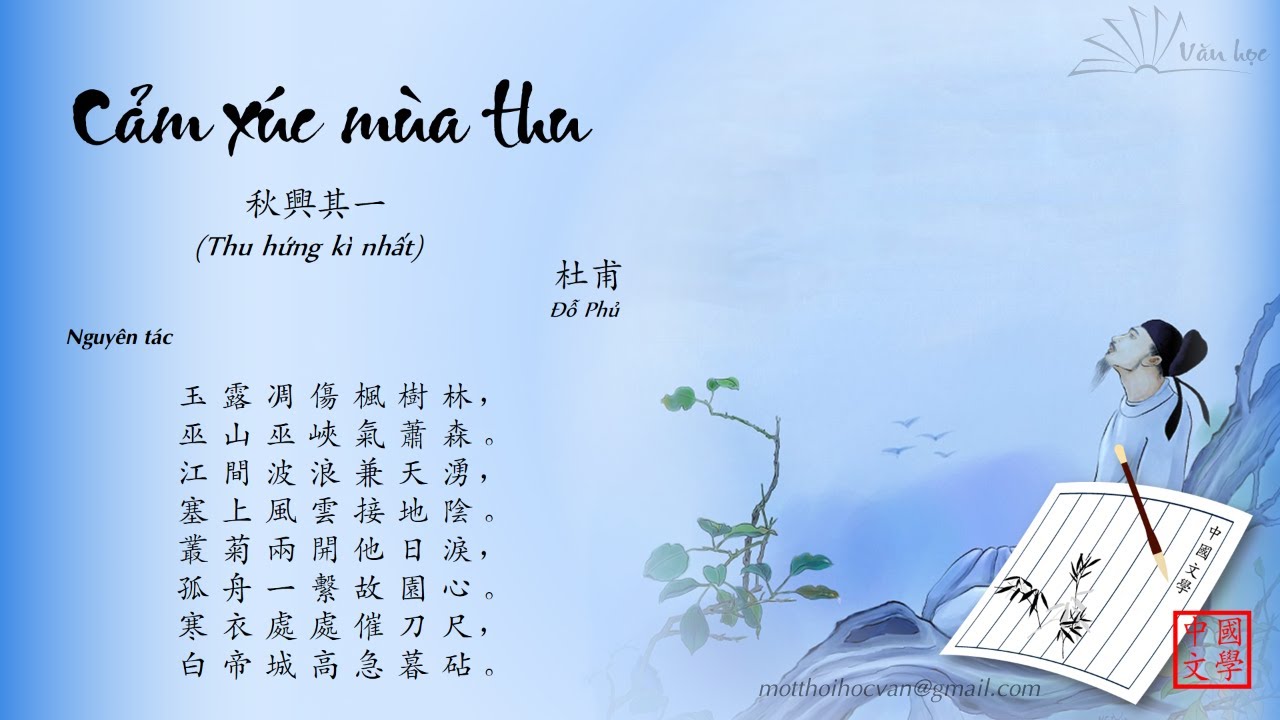 Văn học
Cảm xúc mùa thu
秋興其一
(Thu hứng kì nhất)
杜甫
Đỗ Phủ
Nguyên tác
玉露凋傷楓樹林，
巫山巫峽氣蕭森。
江間波浪兼天湧，
塞上風雲接地陰。
叢菊兩開他日淚，
孤舟一繫故園心。
寒衣處處催刀尺，
白帝城高急暮砧。
中國文學
中國
文學
motthoihocvan@gmail.com